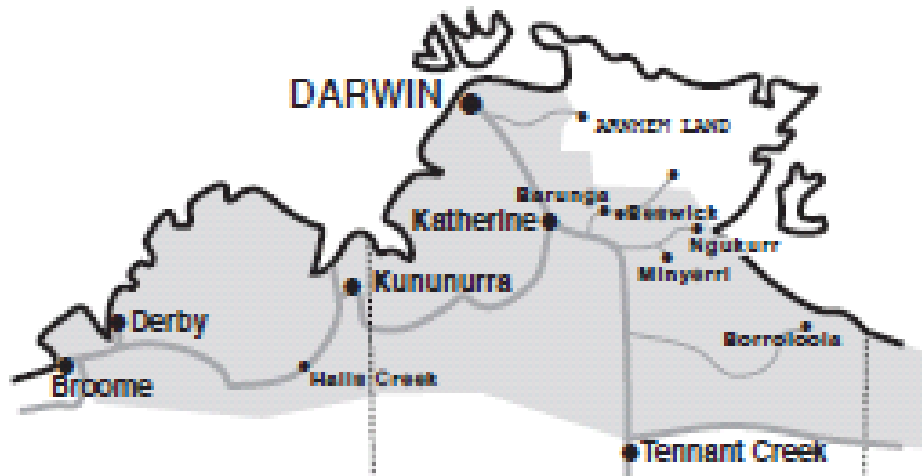 DARWIN
ARNHEM LAND
Barunga
Beswick
Katherine
Ngukurr
Minyerri
Kununurra
Derby
Borroloola
Broome
Halls Creek
Tennant Creek